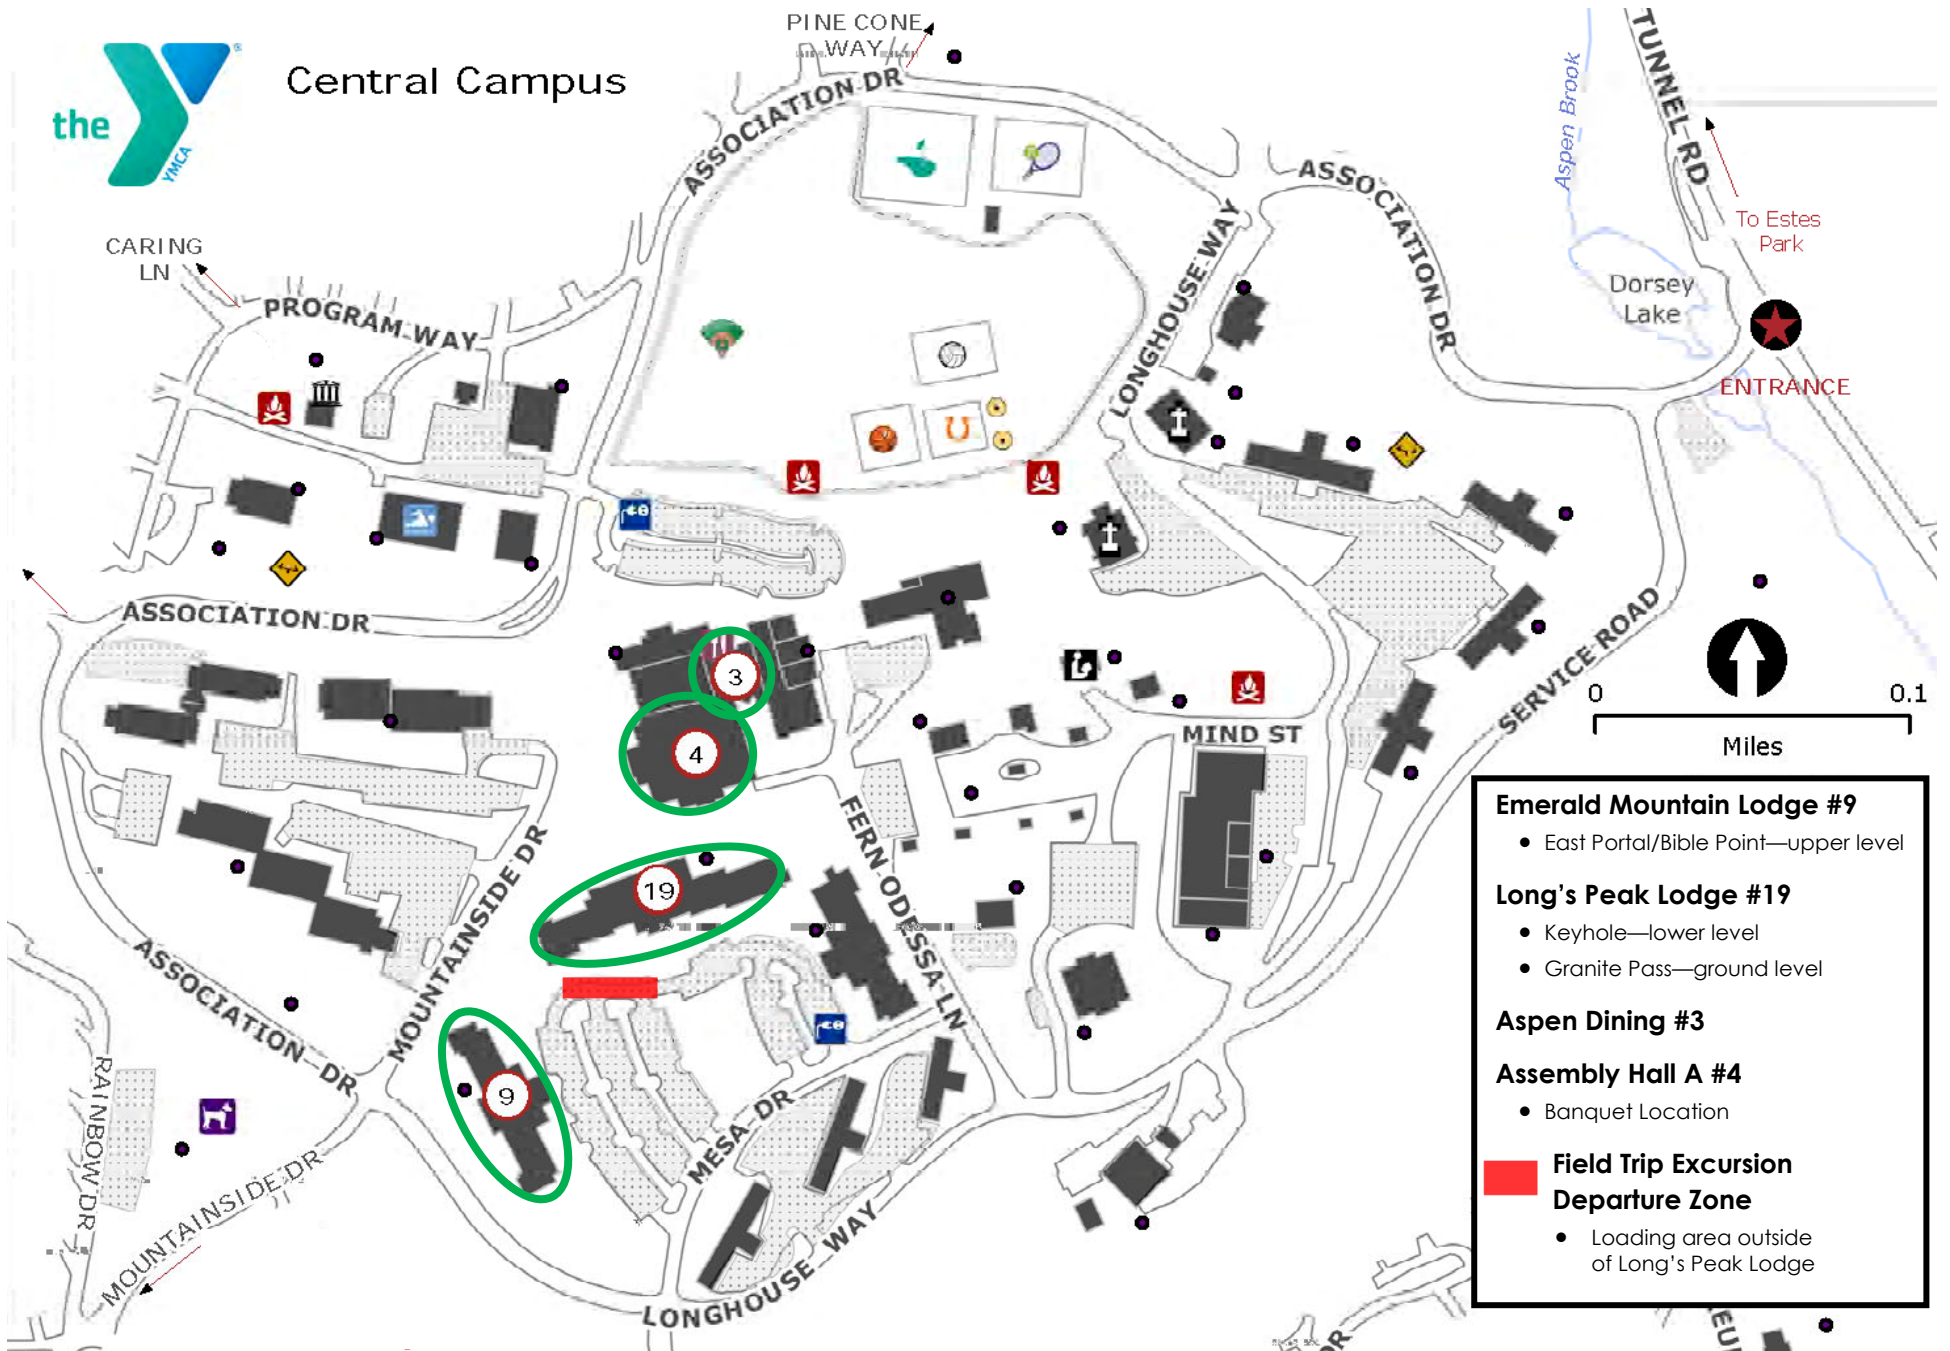 PINE CONE
WAY
the
YMCA
®
Central Campus
ASSOCIATION DR
TUNNEL RD
Aspen Brook
ASSOCIATION DR
To Estes
Park
CARING
LN
LONGHOUSE WAY
Dorsey
Lake
PROGRAM WAY
ENTRANCE
ASSOCIATION DR
SERVICE ROAD
3
4
MIND ST
0
0.1
Miles
FERN ODESSA LN
MOUNTAINSIDE DR
19
ASSOCIATION DR
9
RAINBOW DR
MESA DR
MOUNTAINSIDE DR
LONGHOUSE WAY
Emerald Mountain Lodge #9
• East Portal/Bible Point—upper level
Long's Peak Lodge #19
• Keyhole—lower level
• Granite Pass—ground level
Aspen Dining #3
Assembly Hall A #4
• Banquet Location
Field Trip Excursion
Departure Zone
• Loading area outside
of Long's Peak Lodge